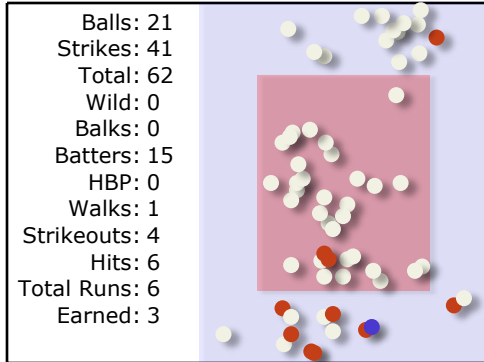 Balls: 21
Strikes: 41
Total: 62
Wild: 0
Balks: 0
Batters: 15
HBP: 0
Walks: 1
Strikeouts: 4
Hits: 6
Total Runs: 6
Earned: 3